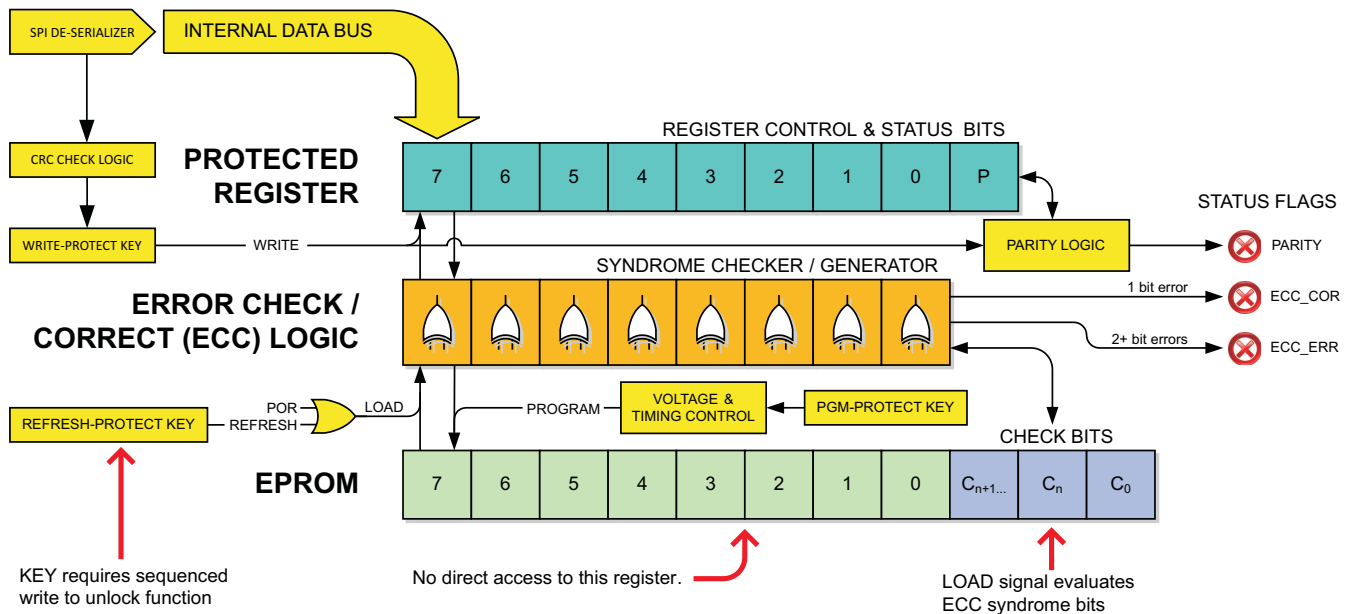 SPI DE-SERIALIZER
INTERNAL DATA BUS
REGISTER CONTROL & STATUS BITS
CRC CHECK LOGIC
PROTECTED
REGISTER
7 6 5 4 3 2 1 0 P
STATUS FLAGS
WRITE-PROTECT KEY
WRITE
PARITY LOGIC
PARITY
SYNDROME CHECKER / GENERATOR
ERROR CHECK /
CORRECT (ECC) LOGIC
1 bit error
ECC_COR
2+ bit errors
ECC_ERR
REFRESH-PROTECT KEY
POR
REFRESH
LOAD
PROGRAM
VOLTAGE &
TIMING CONTROL
PGM-PROTECT KEY
CHECK BITS
EPROM
7 6 5 4 3 2 1 0 Cn+1... Cn C0
KEY requires sequenced
write to unlock function
No direct access to this register.
LOAD signal evaluates
ECC syndrome bits